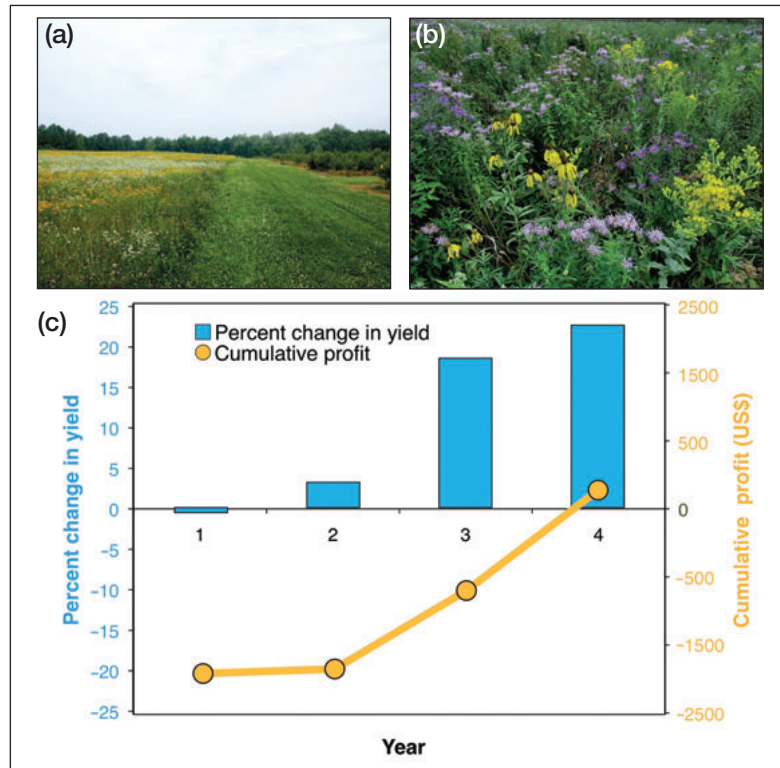 (a)
(b)
(c)
Percent change in yield
Cumulative profit
25
20
15
10
5
0
−5
−10
−15
−20
−25
Percent change in yield
2500
1500
500
0
−500
−1500
−2500
Cumulative profit (US$)
1
2
3
4
Year